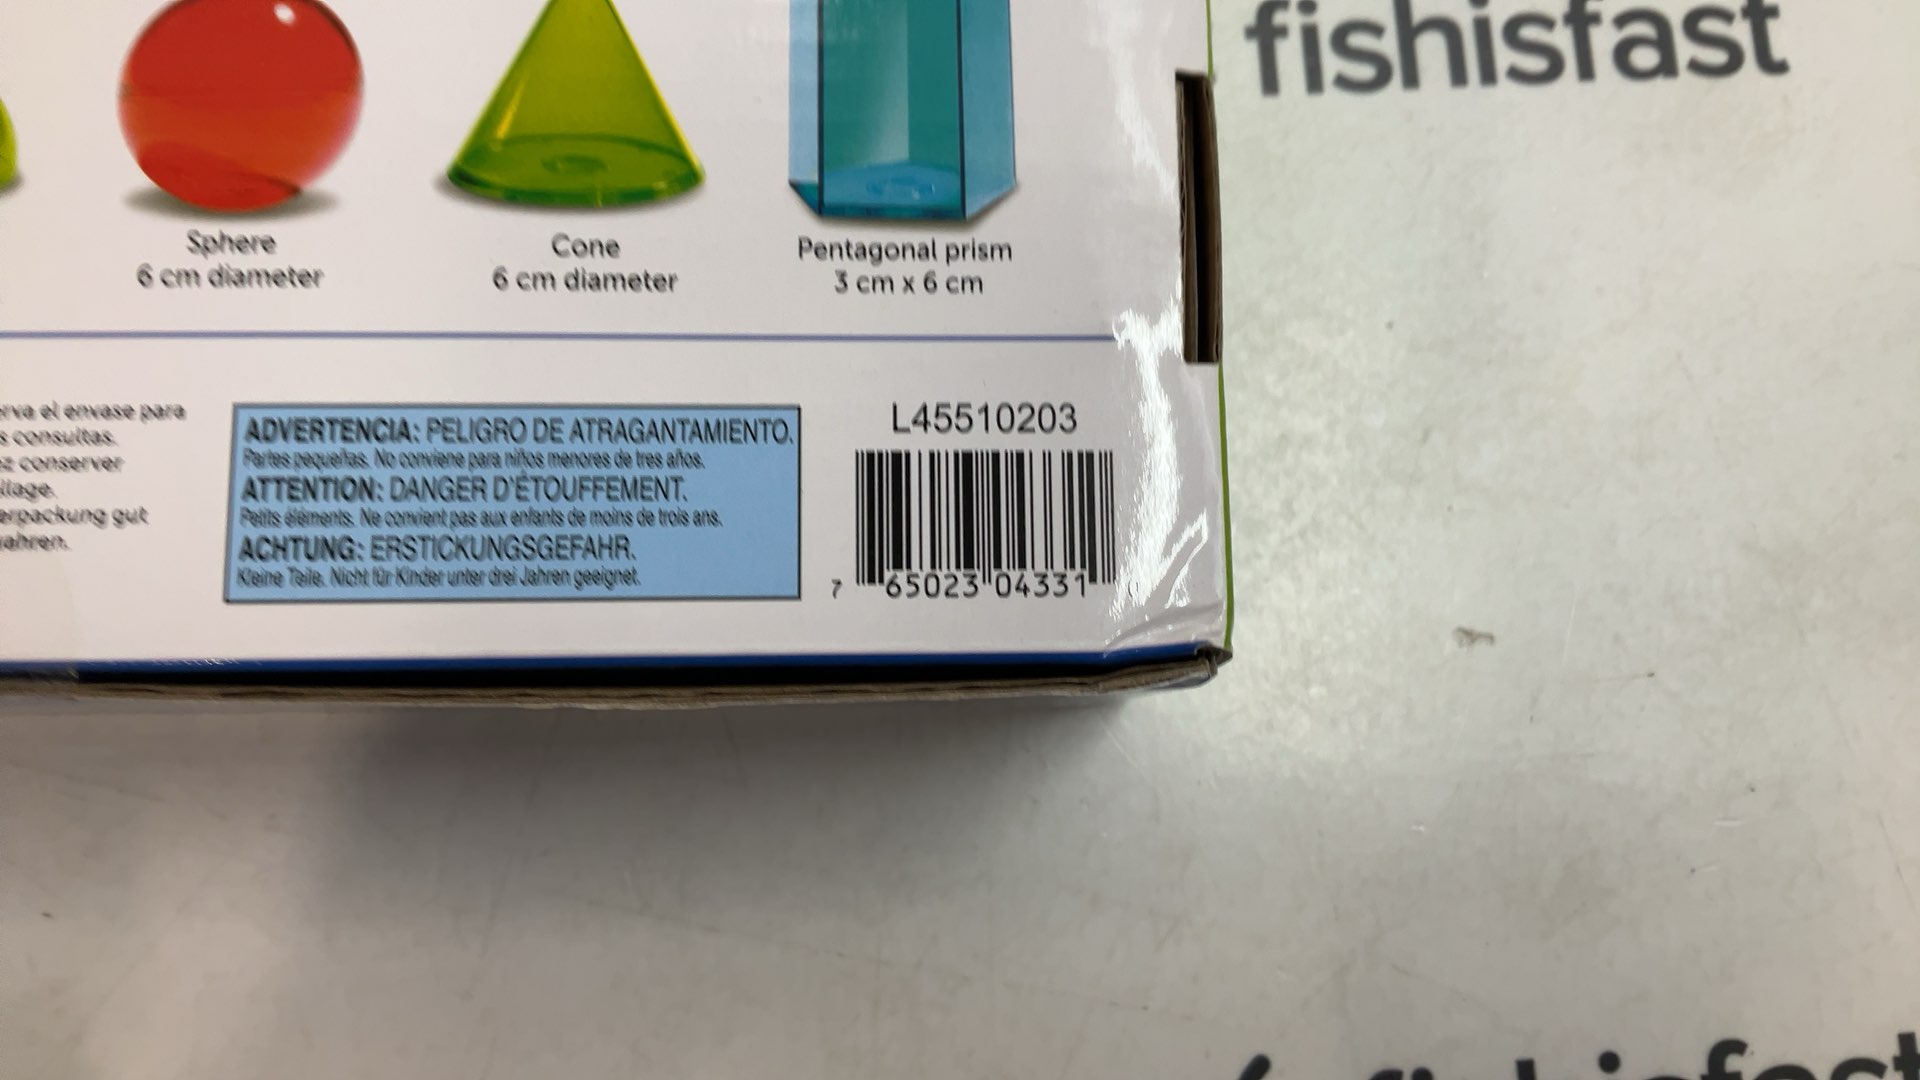 fishisfast
Sphere
6 cm diameter
Cone
6 cm diameter
Pentagonal prism
3 cm x 6 cm
rva el envase para
s consultas.
ez conserver
llage.
erpackung gut
ahren.
ADVERTENCIA: PELIGRO DE ATRAGANTAMIENTO.
Partes pequeñas. No conviene para niños menores de tres años.
ATTENTION: DANGER D'ÉTOUFFEMENT.
Petits éléments. Ne convient pas aux enfants de moins de trois ans.
ACHTUNG: ERSTICKUNGSGEFAHR.
Kleine Teile. Nicht für Kinder unter drei Jahren geeignet.
L45510203
7 65023 04331
fishisfast